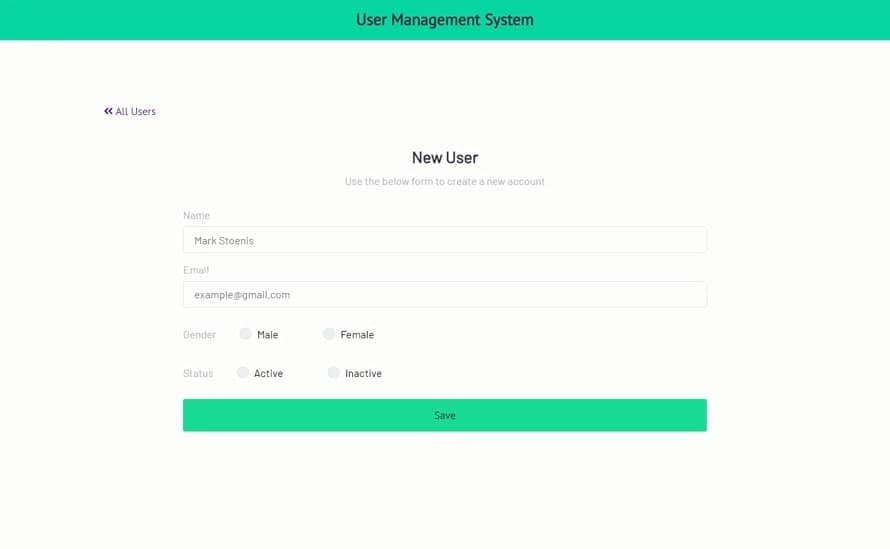 User Management System
All Users
New User
Use the below form to create a new account
Name
Mark Stoenis
Email
example@gmail,com
Gender Male Female
Status Active Inactive
Save